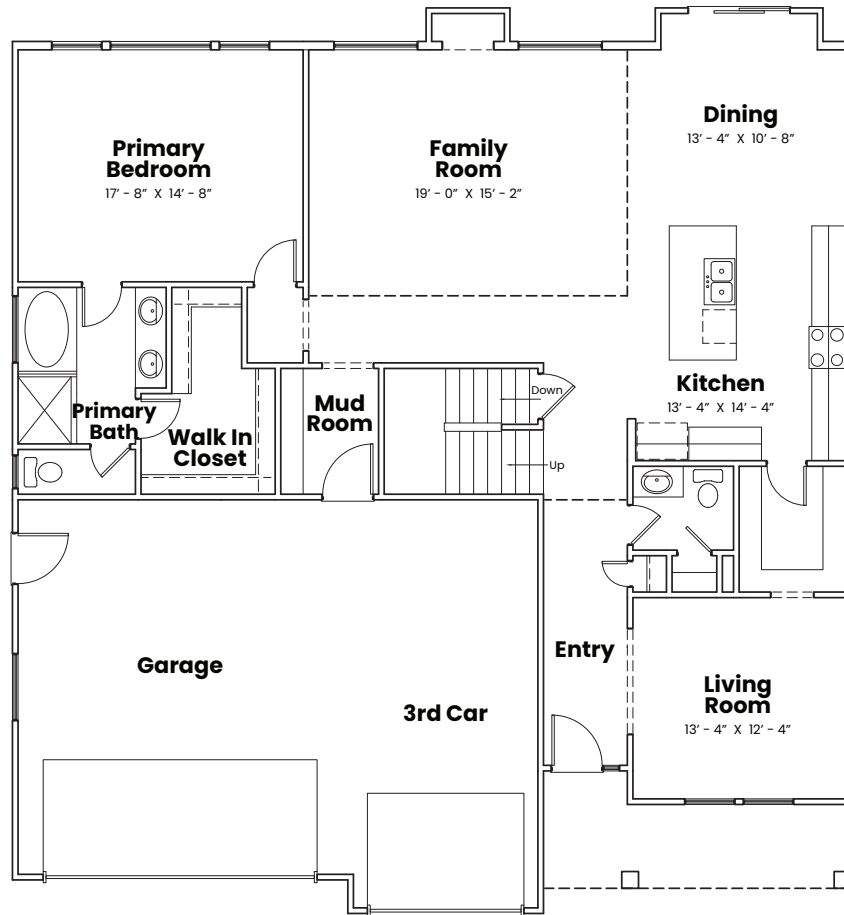 Primary
Bedroom
17’ - 8” X 14’ - 8”
Family
Room
19’ - 0” X 15’ - 2”
Dining
13’ - 4” X 10’ - 8”
Kitchen
13’ - 4” X 14’ - 4”
Primary
Bath
Walk In
Closet
Mud
Room
Down
Up
Garage
3rd Car
Entry
Living
Room
13’ - 4” X 12’ - 4”